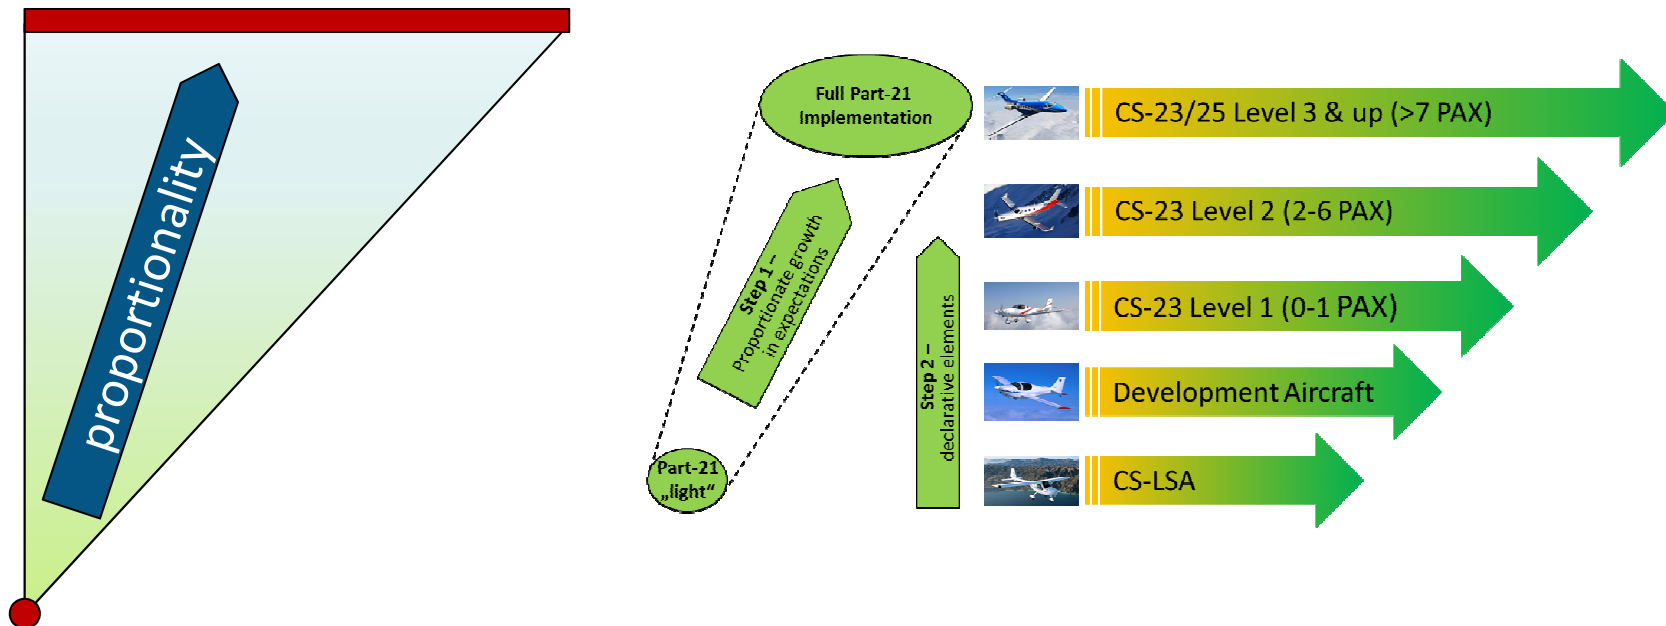 proportionality
Full Part-21
Implementation
Step 1 –
Proportionate growth
in expectations
Step 2 –
declarative elements
Part-21
„light“
CS-23/25 Level 3 & up (>7 PAX)
CS-23 Level 2 (2-6 PAX)
CS-23 Level 1 (0-1 PAX)
Development Aircraft
CS-LSA